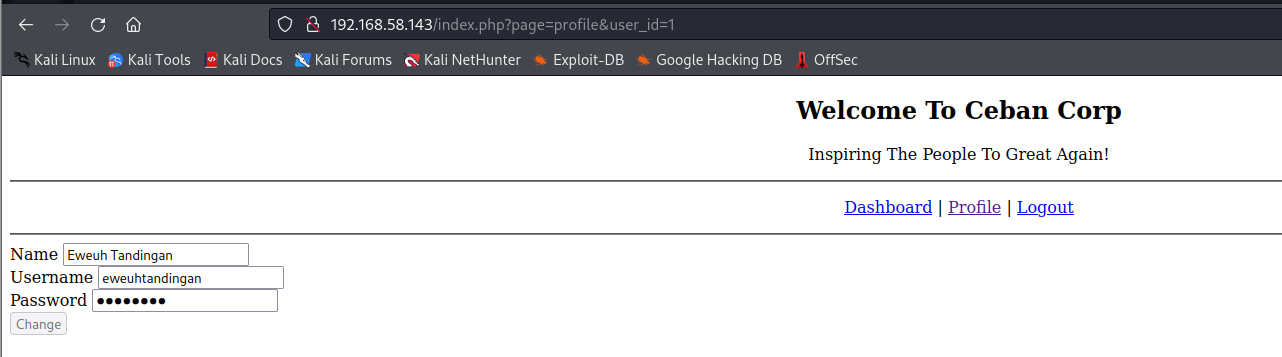 192.168.58.143/index.php?page=profile&user_id=1
Kali Linux Kali Tools Kali Docs Kali Forums Kali NetHunter Exploit-DB Google Hacking DB OffSec
Welcome To Ceban Corp
Inspiring The People To Great Again!
Dashboard | Profile | Logout
Name Eweuh Tandingan
Username eweuhtandingan
Password ●●●●●●●●
Change